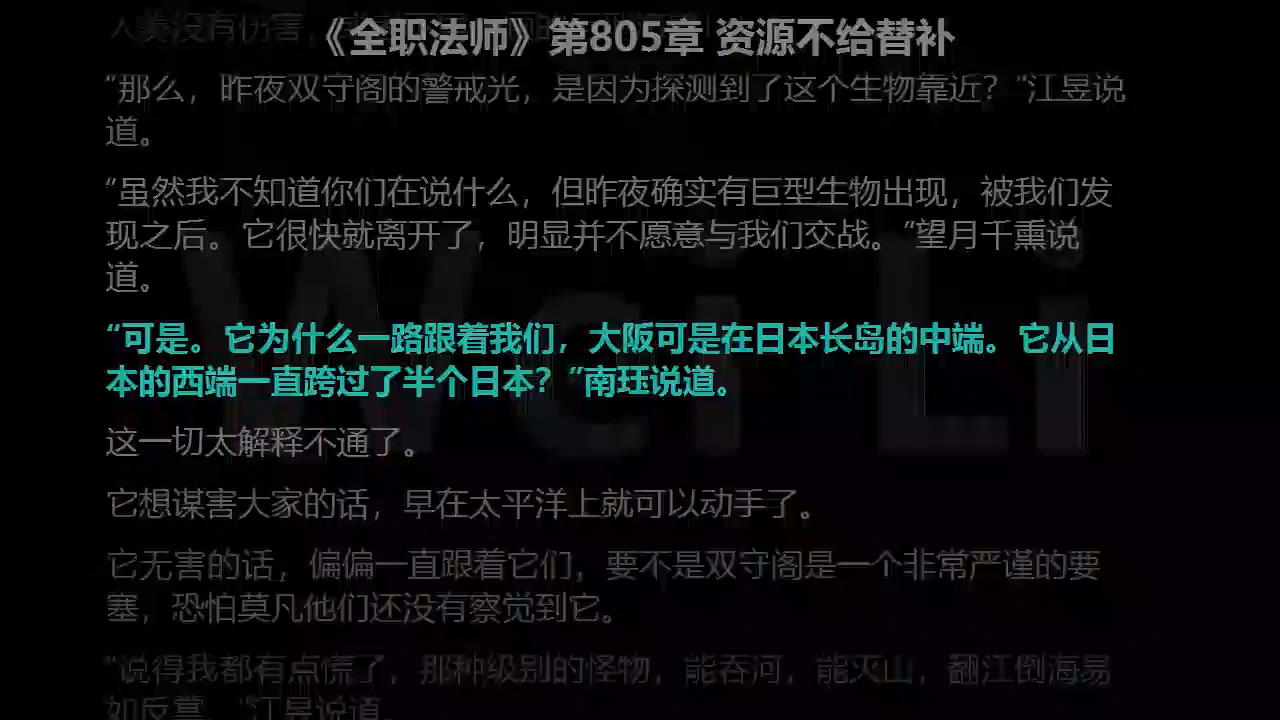 人类没有伤害，
《全职法师》第805章 资源不给替补
“那么，昨夜双守阁的警戒光，是因为探测到了这个生物靠近？”江昱说
道。
“虽然我不知道你们在说什么，但昨夜确实有巨型生物出现，被我们发
现之后。它很快就离开了，明显并不愿意与我们交战。”望月千熏说
道。
“可是。它为什么一路跟着我们，大阪可是在日本长岛的中端。它从日
本的西端一直跨过了半个日本？”南珏说道。
这一切太解释不通了。
它想谋害大家的话，早在太平洋上就可以动手了。
它无害的话，偏偏一直跟着它们，要不是双守阁是一个非常严谨的要
塞，恐怕莫凡他们还没有察觉到它。
“说得我都有点慌了，那种级别的怪物，能吞河，能灭山，翻江倒海易
如反掌。”江昱说道。
Wei Li